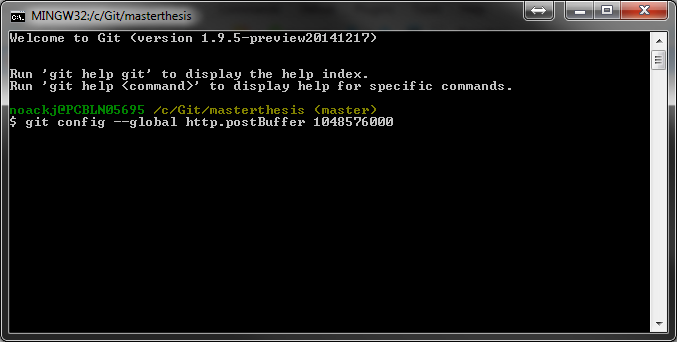 MINGW32:/c/Git/masterthesis
Welcome to Git (version 1.9.5-preview20141217)
Run 'git help git' to display the help index.
Run 'git help <command>' to display help for specific commands.
noackj@PCBLN05695 /c/Git/masterthesis (master)
$ git config --global http.postBuffer 1048576000